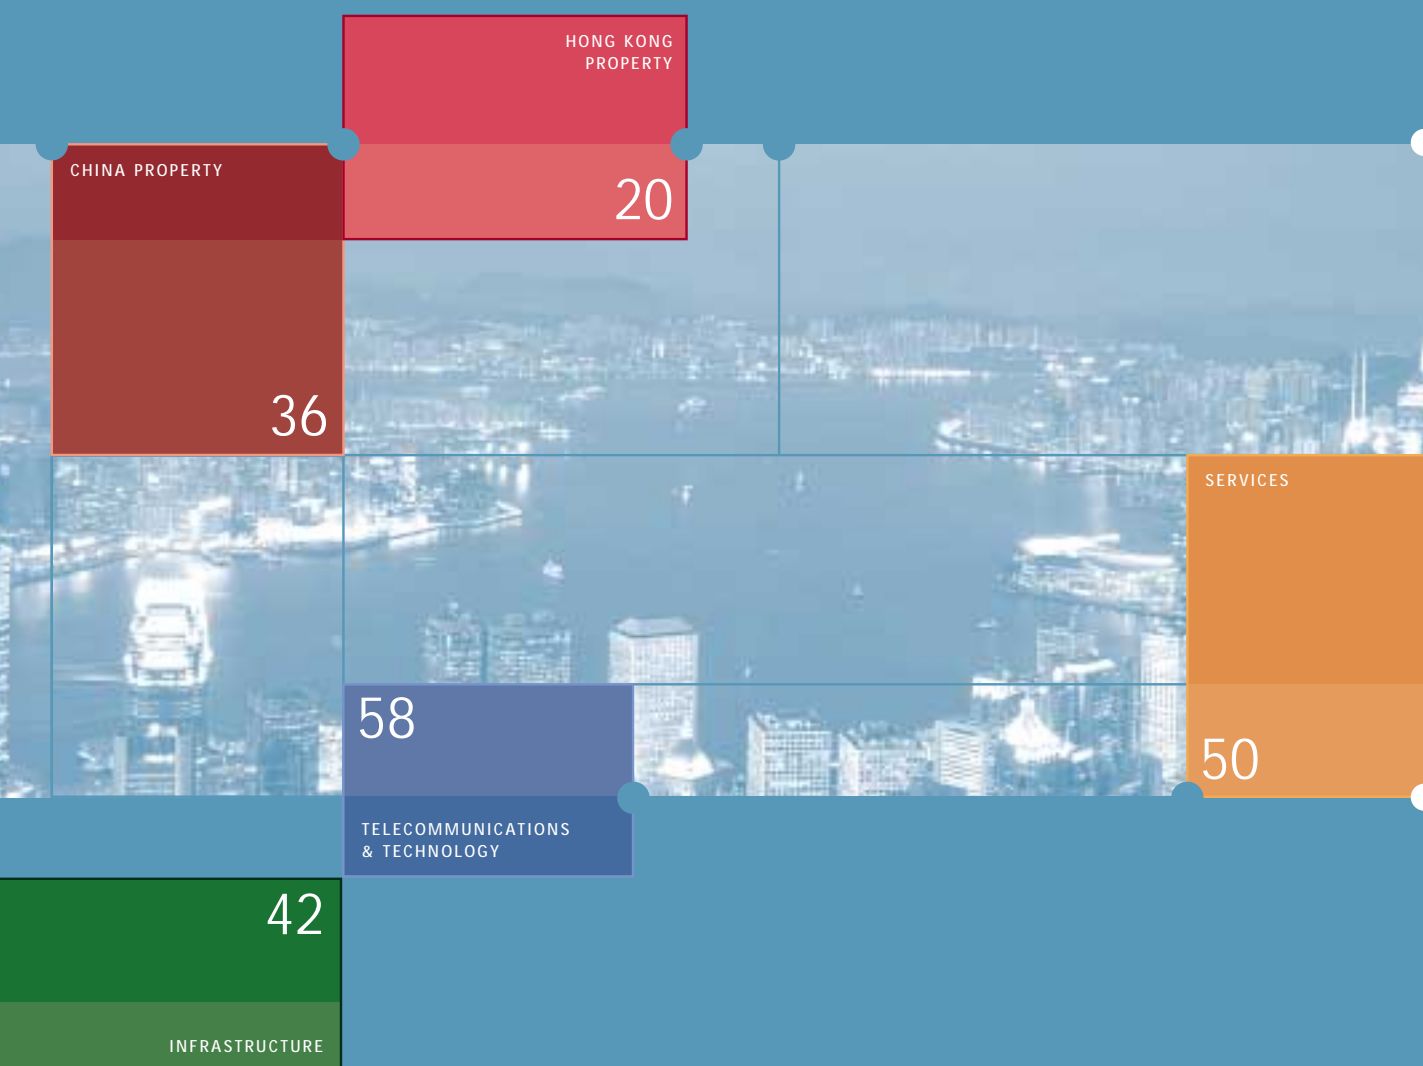 HONG KONG
PROPERTY
20
CHINA PROPERTY
36
SERVICES
50
58
TELECOMMUNICATIONS
& TECHNOLOGY
42
INFRASTRUCTURE